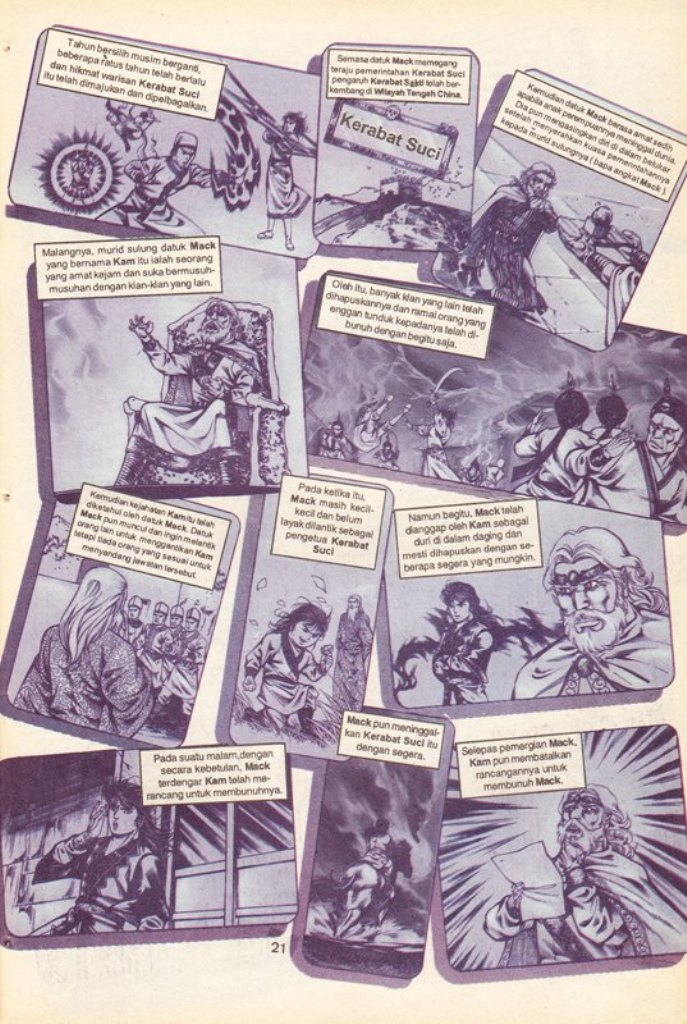 Tahun bersilih musim berganti,
beberapa ratus tahun telah berlalu
dan hikmat warisan Kerabat Suci
itu telah dimajukan dan dipelbagaikan.
Semasa datuk Mack memegang
teraju pemerintahan Kerabat Suci
pengaruh Kerabat Sakti telah ber-
kembang di Wilayah Tengah China.
Kerabat Suci
Kemudian datuk Mack berasa amat sedih
apabila anak perempuannya meninggal dunia.
Dia pun mengasingkan diri di dalam belukar
setelah menyerahkan kuasa pemerintahannya
kepada murid sulungnya ( bapa angkat Mack ).
Malangnya, murid sulung datuk Mack
yang bernama Kam itu ialah seorang
yang amat kejam dan suka bermusuh-
musuhan dengan klan-klan yang lain.
Oleh itu, banyak klan yang lain telah
dihapuskannya dan ramai orang yang
enggan tunduk kepadanya telah di-
bunuh dengan begitu saja.
Kemudian kejahatan Kam itu telah
diketahui oleh datuk Mack. Datuk
Mack pun muncul dan ingin melantik
orang lain untuk menggantikan Kam
tetapi tiada orang yang sesuai untuk
menyandang jawatan tersebut.
Pada ketika itu,
Mack masih kecil-
kecil dan belum
layak dilantik sebagai
pengetua Kerabat
Suci
Namun begitu, Mack telah
dianggap oleh Kam sebagai
duri di dalam daging dan
mesti dihapuskan dengan se-
berapa segera yang mungkin.
Pada suatu malam,dengan
secara kebetulan, Mack
terdengar Kam telah me-
rancang untuk membunuhnya.
Mack pun meninggal-
kan Kerabat Suci itu
dengan segera.
Selepas pemergian Mack,
Kam pun membatalkan
rancangannya untuk
membunuh Mack.
21